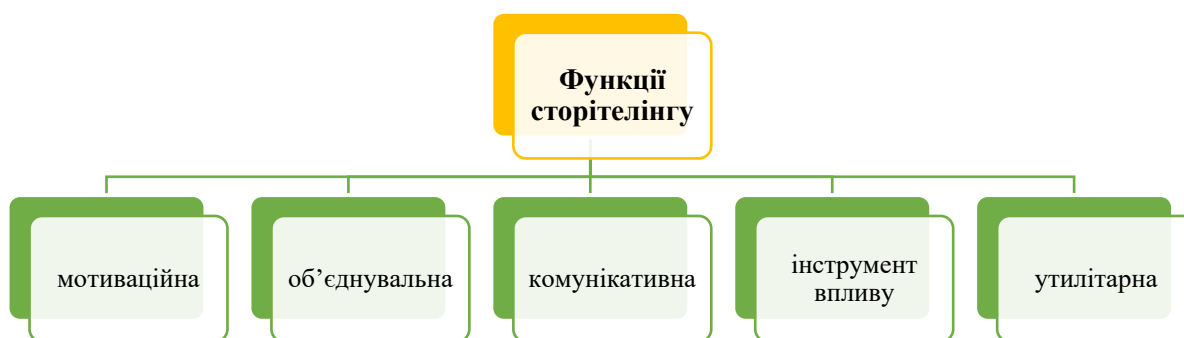 Функції
сторітелінгу
мотиваційна
об’єднувальна
комунікативна
інструмент
впливу
утилітарна